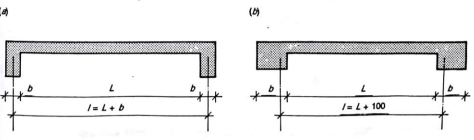 (a)
b L b
l = L + b
(b)
b L b
l = L + 100